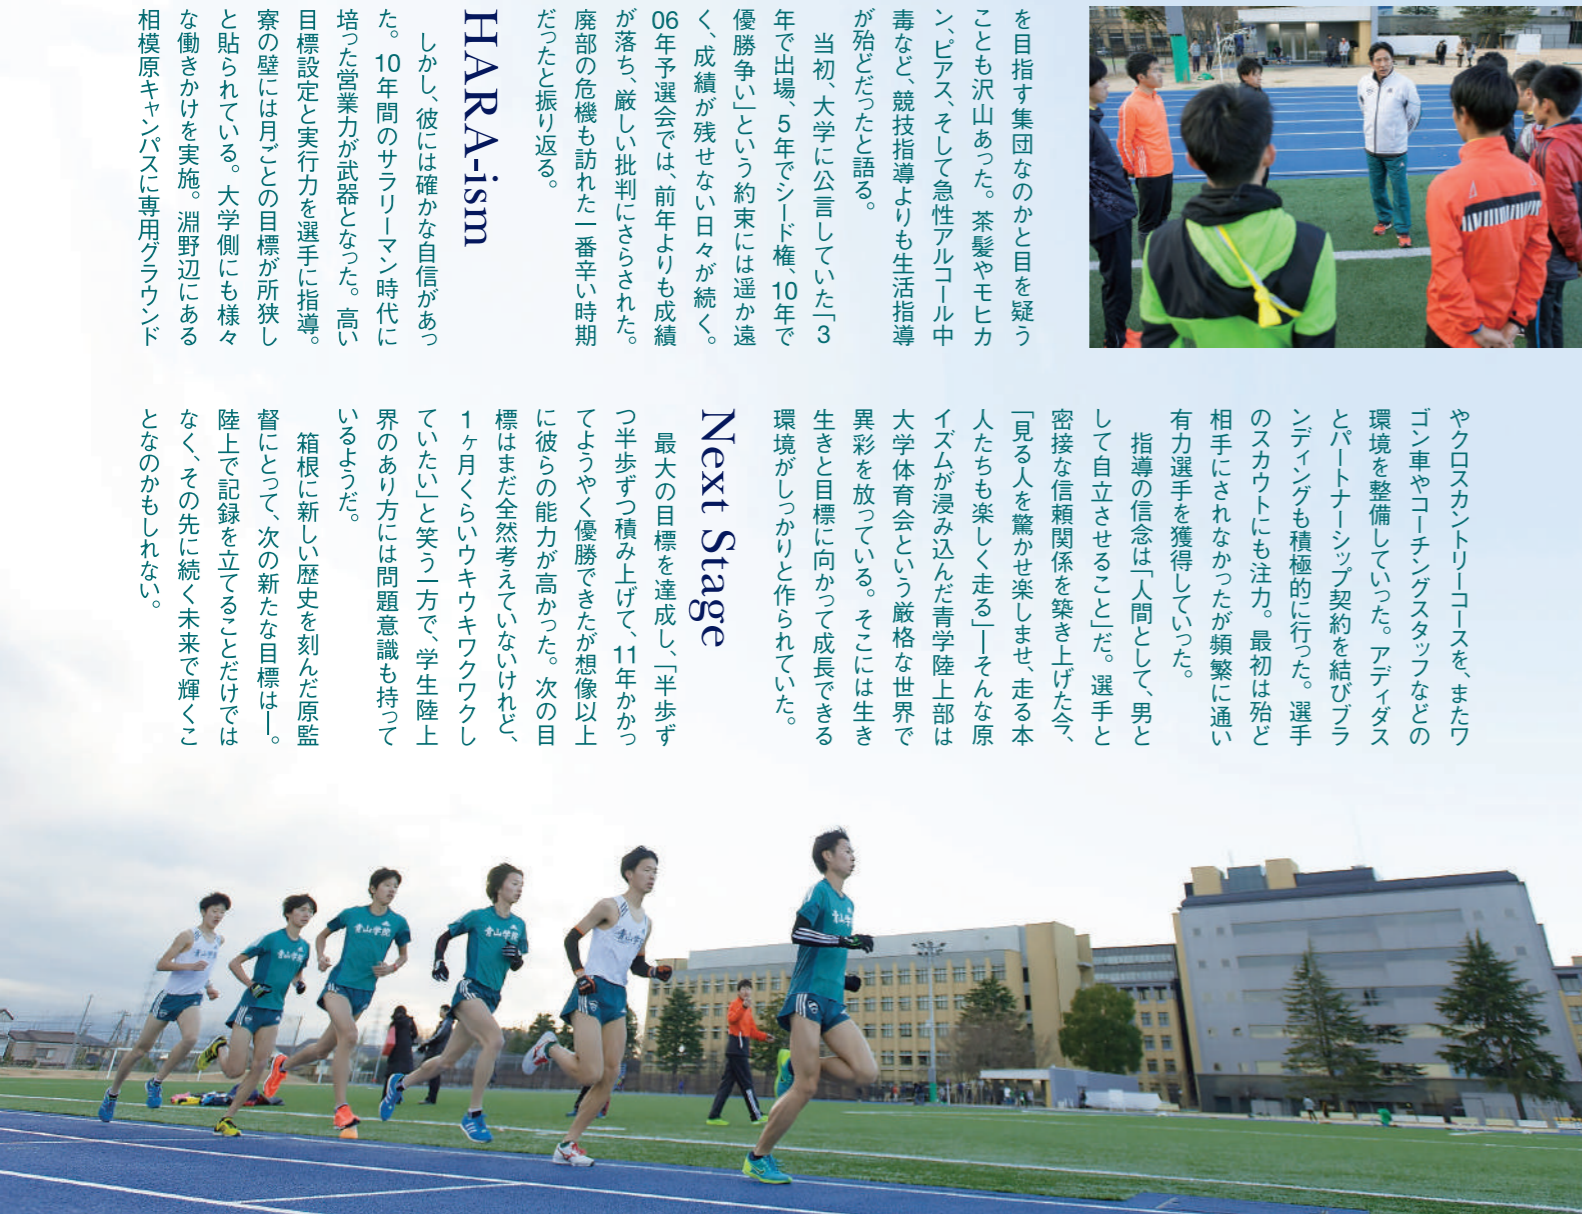 を目指す集団なのかと目を疑う
ことも沢山あった。茶髪やモヒカ
ン、ピアス、そして急性アルコール中
毒など、競技指導よりも生活指導
が殆どだったと語る。
当初、大学に公言していた「3
年で出場、5年でシード権、10年で
優勝争い」という約束には遥か遠
く、成績が残せない日々が続く。
06年予選会では、前年よりも成績
が落ち、厳しい批判にさらされた。
廃部の危機も訪れた一番辛い時期
だったと振り返る。
HARA-ism
しかし、彼には確かな自信があっ
た。10年間のサラリーマン時代に
培った営業力が武器となった。高い
目標設定と実行力を選手に指導。
寮の壁には月ごとの目標が所狭し
と貼られている。大学側にも様々
な働きかけを実施。淵野辺にある
相模原キャンパスに専用グラウンド
やクロスカントリーコースを、またワ
ゴン車やコーチングスタッフなどの
環境を整備していった。アディダス
とパートナーシップ契約を結びブラ
ンディングも積極的に行った。選手
のスカウトにも注力。最初は殆ど
相手にされなかったが頻繁に通い
有力選手を獲得していった。
指導の信念は「人間として、男と
して自立させること」だ。選手と
密接な信頼関係を築き上げた今、
「見る人を驚かせ楽しませ、走る本
人たちも楽しく走る」―そんな原
イズムが浸み込んだ青学陸上部は
大学体育会という厳格な世界で
異彩を放っている。そこには生き
生きと目標に向かって成長できる
環境がしっかりと作られていた。
Next Stage
最大の目標を達成し、「半歩ず
つ半歩ずつ積み上げて、11年かかっ
てようやく優勝できたが想像以上
に彼らの能力が高かった。次の目
標はまだ全然考えていないけれど、
1ヶ月くらいウキウキワクワクし
ていたい」と笑う一方で、学生陸上
界のあり方には問題意識も持って
いるようだ。
箱根に新しい歴史を刻んだ原監
督にとって、次の新たな目標は―。
陸上で記録を立てることだけでは
なく、その先に続く未来で輝くこ
となのかもしれない。
青山学院
青山学院
青山学院
青山学院
青山学院
青山学院